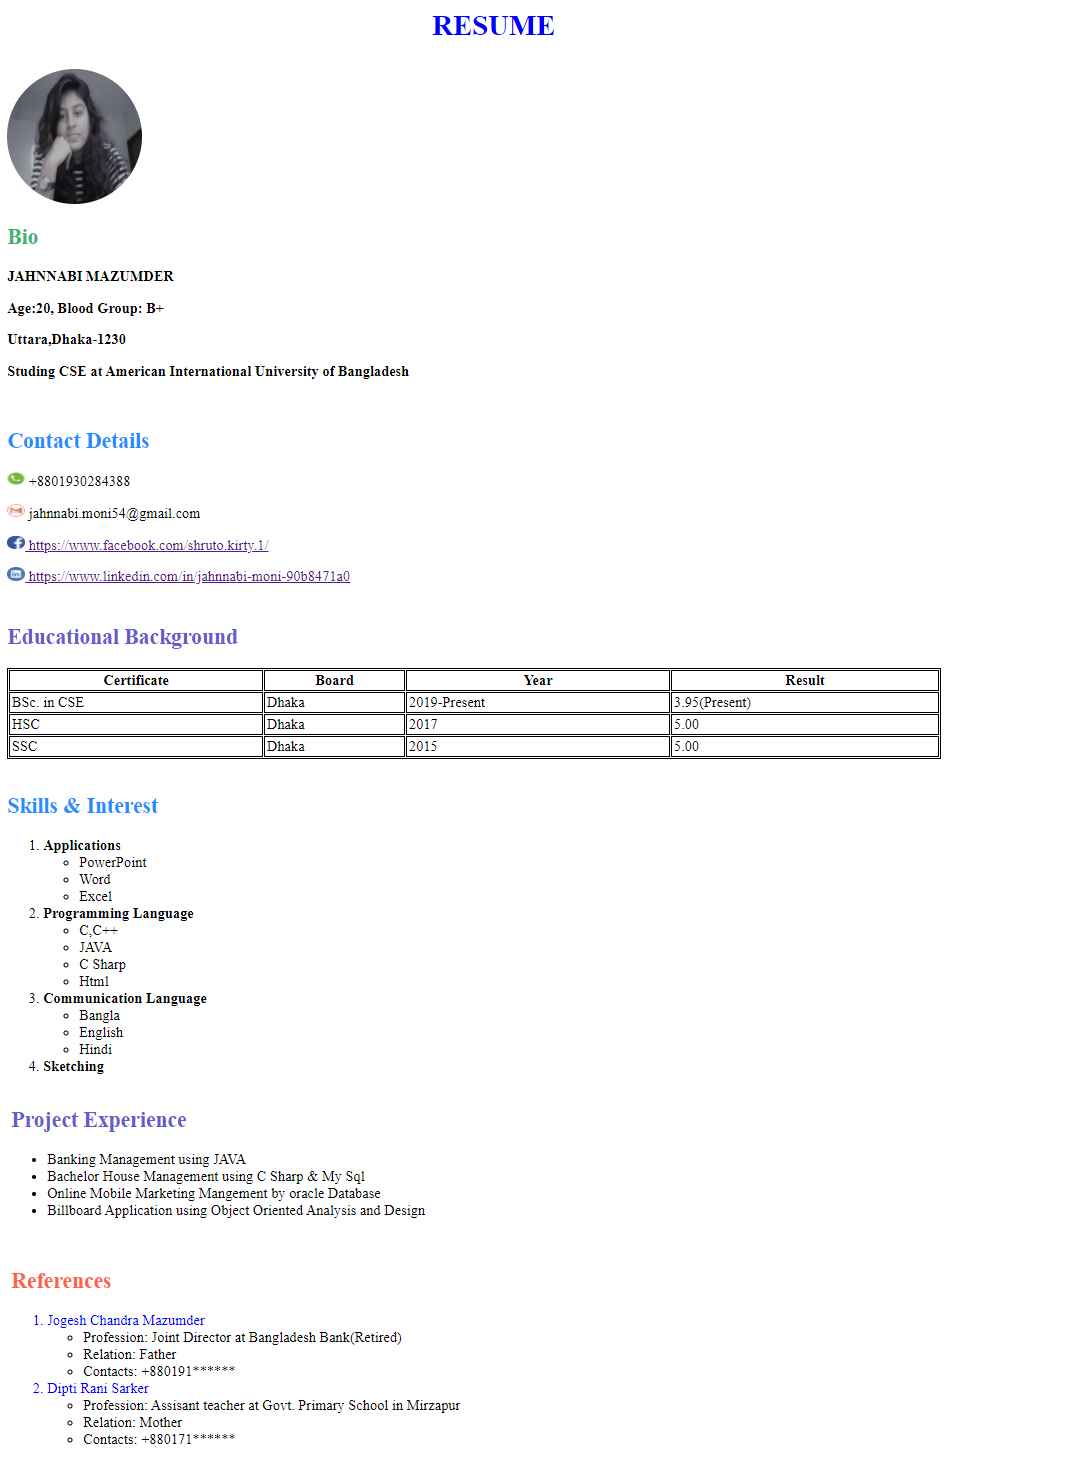 RESUME
Bio
JAHNNABI MAZUMDER
Age:20, Blood Group: B+
Uttara,Dhaka-1230
Studing CSE at American International University of Bangladesh
Contact Details
+8801930284388
jahnnabi.moni54@gmail.com
https://www.facebook.com/shruto.kirty.1/
https://www.linkedin.com/in/jahnnabi-moni-90b8471a0
Educational Background
Certificate Board Year Result
BSc. in CSE Dhaka 2019-Present 3.95(Present)
HSC Dhaka 2017 5.00
SSC Dhaka 2015 5.00
Skills & Interest
1. Applications
◦ PowerPoint
◦ Word
◦ Excel
2. Programming Language
◦ C,C++
◦ JAVA
◦ C Sharp
◦ Html
3. Communication Language
◦ Bangla
◦ English
◦ Hindi
4. Sketching
Project Experience
• Banking Management using JAVA
• Bachelor House Management using C Sharp & My Sql
• Online Mobile Marketing Mangement by oracle Database
• Billboard Application using Object Oriented Analysis and Design
References
1. Jogesh Chandra Mazumder
◦ Profession: Joint Director at Bangladesh Bank(Retired)
◦ Relation: Father
◦ Contacts: +880191******
2. Dipti Rani Sarker
◦ Profession: Assisant teacher at Govt. Primary School in Mirzapur
◦ Relation: Mother
◦ Contacts: +880171******